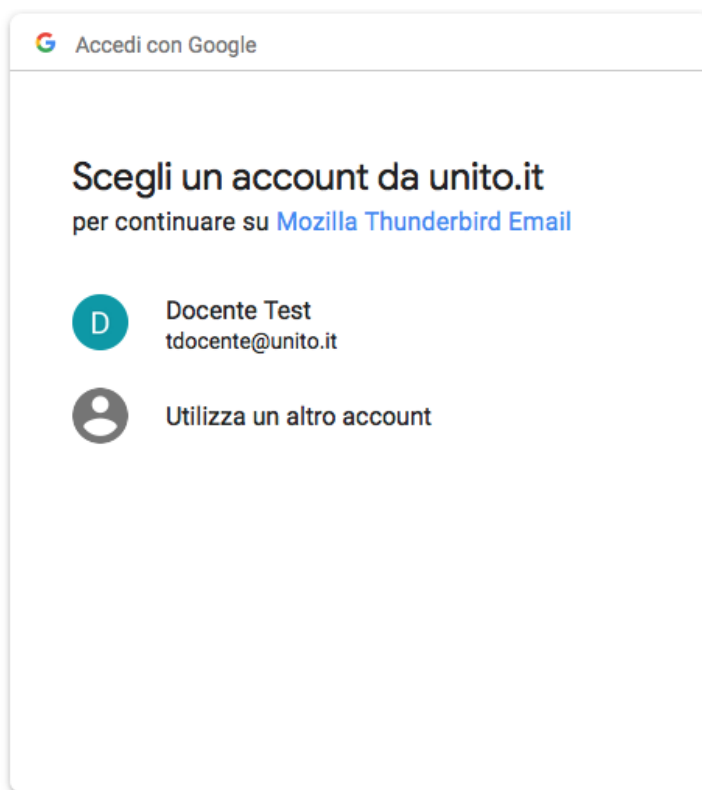 Accedi con Google
Scegli un account da unito.it
per continuare su Mozilla Thunderbird Email
D
Docente Test
tdocente@unito.it
Utilizza un altro account